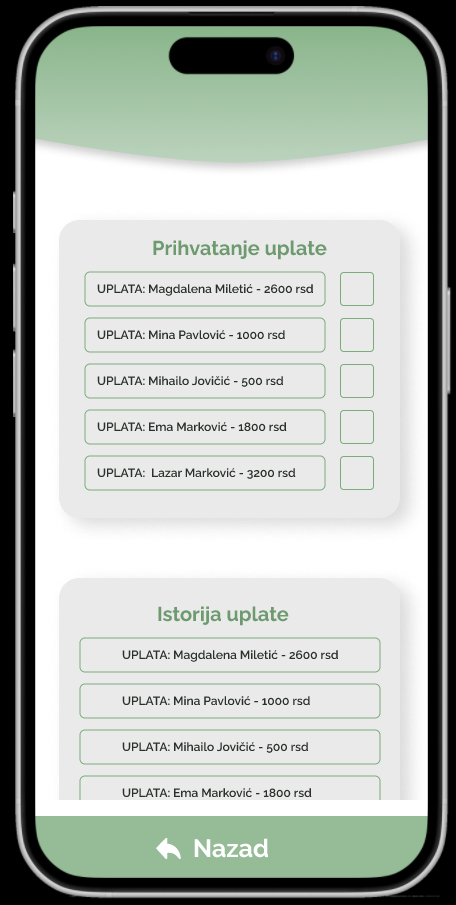 Prihvatanje uplate
UPLATA: Magdalena Miletić - 2600 rsd
UPLATA: Mina Pavlović - 1000 rsd
UPLATA: Mihailo Jovičić - 500 rsd
UPLATA: Ema Marković - 1800 rsd
UPLATA:  Lazar Marković - 3200 rsd
Istorija uplate
UPLATA: Magdalena Miletić - 2600 rsd
UPLATA: Mina Pavlović - 1000 rsd
UPLATA: Mihailo Jovičić - 500 rsd
UPLATA: Ema Marković - 1800 rsd
Nazad